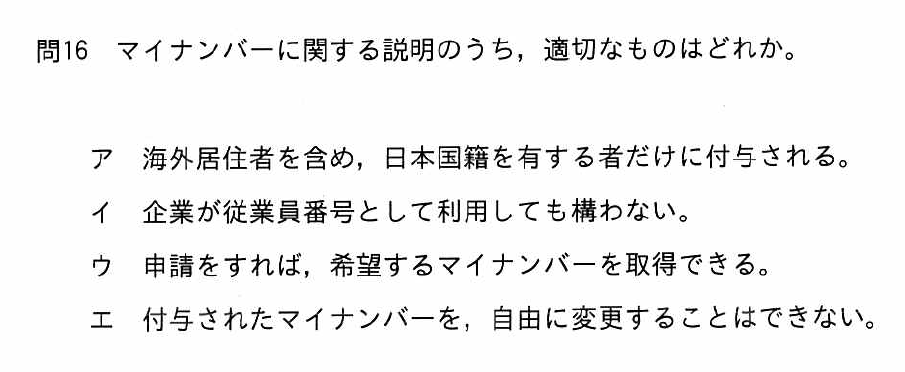 問16　マイナンバーに関する説明のうち，適切なものはどれか。
ア　海外居住者を含め，日本国籍を有する者だけに付与される。
イ　企業が従業員番号として利用しても構わない。
ウ　申請をすれば，希望するマイナンバーを取得できる。
エ　付与されたマイナンバーを，自由に変更することはできない。